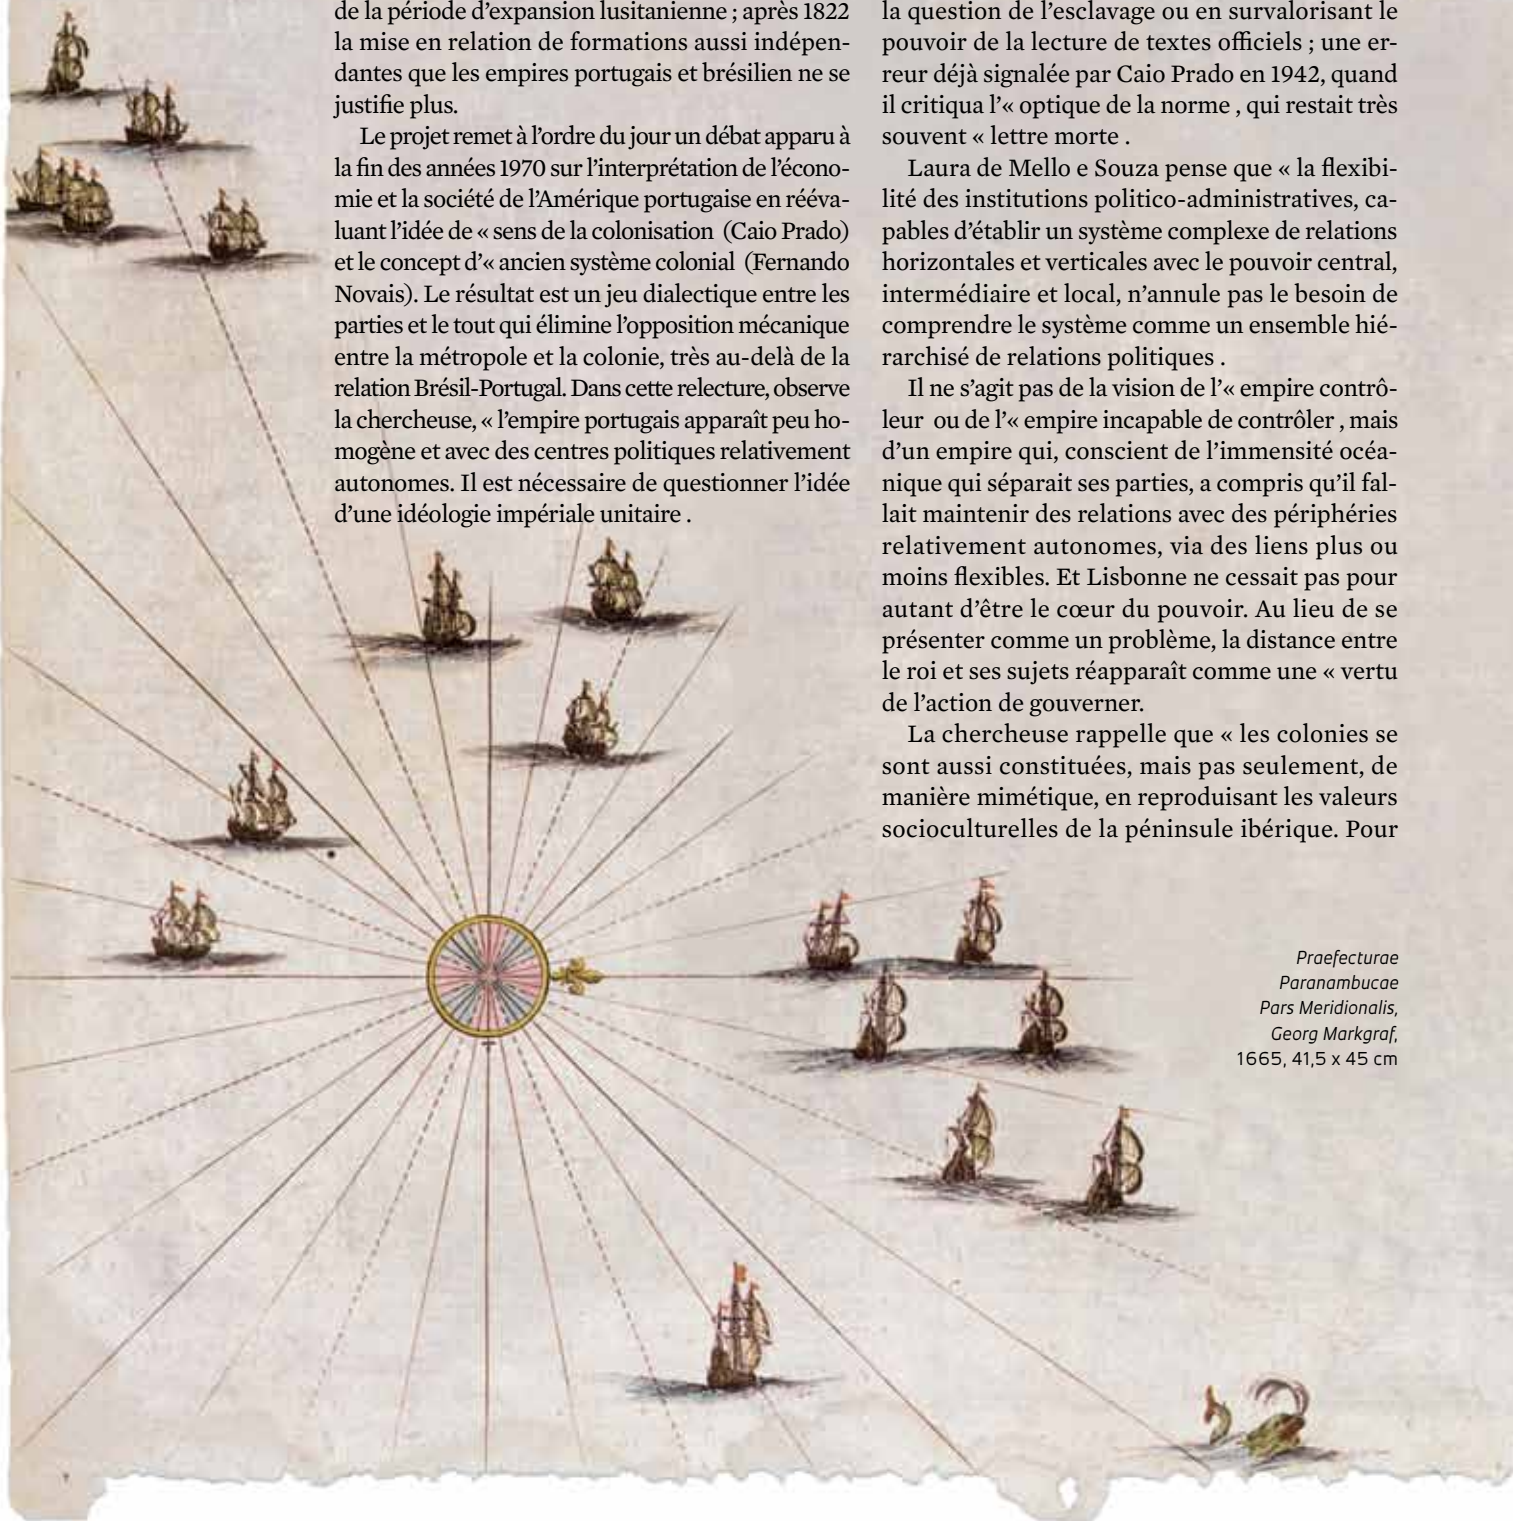 de la période d’expansion lusitanienne ; après 1822
la mise en relation de formations aussi indépen-
dantes que les empires portugais et brésilien ne se
justifie plus.
Le projet remet à l’ordre du jour un débat apparu à
la fin des années 1970 sur l’interprétation de l’écono-
mie et la société de l’Amérique portugaise en rééva-
luant l’idée de « sens de la colonisation (Caio Prado)
et le concept d’« ancien système colonial (Fernando
Novais). Le résultat est un jeu dialectique entre les
parties et le tout qui élimine l’opposition mécanique
entre la métropole et la colonie, très au-delà de la
relation Brésil-Portugal. Dans cette relecture, observe
la chercheuse, « l’empire portugais apparaît peu ho-
mogène et avec des centres politiques relativement
autonomes. Il est nécessaire de questionner l’idée
d’une idéologie impériale unitaire .
la question de l’esclavage ou en survalorisant le
pouvoir de la lecture de textes officiels ; une er-
reur déjà signalée par Caio Prado en 1942, quand
il critiqua l’« optique de la norme , qui restait très
souvent « lettre morte .
Laura de Mello e Souza pense que « la flexibi-
lité des institutions politico-administratives, ca-
pables d’établir un système complexe de relations
horizontales et verticales avec le pouvoir central,
intermédiaire et local, n’annule pas le besoin de
comprendre le système comme un ensemble hié-
rarchisé de relations politiques .
Il ne s’agit pas de la vision de l’« empire contrô-
leur ou de l’« empire incapable de contrôler , mais
d’un empire qui, conscient de l’immensité océa-
nique qui séparait ses parties, a compris qu’il fal-
lait maintenir des relations avec des périphéries
relativement autonomes, via des liens plus ou
moins flexibles. Et Lisbonne ne cessait pas pour
autant d’être le cœur du pouvoir. Au lieu de se
présenter comme un problème, la distance entre
le roi et ses sujets réapparaît comme une « vertu
de l’action de gouverner.
La chercheuse rappelle que « les colonies se
sont aussi constituées, mais pas seulement, de
manière mimétique, en reproduisant les valeurs
socioculturelles de la péninsule ibérique. Pour
Praefecturae
Paranambucae
Pars Meridionalis,
Georg Markgraf,
1665, 41,5 x 45 cm